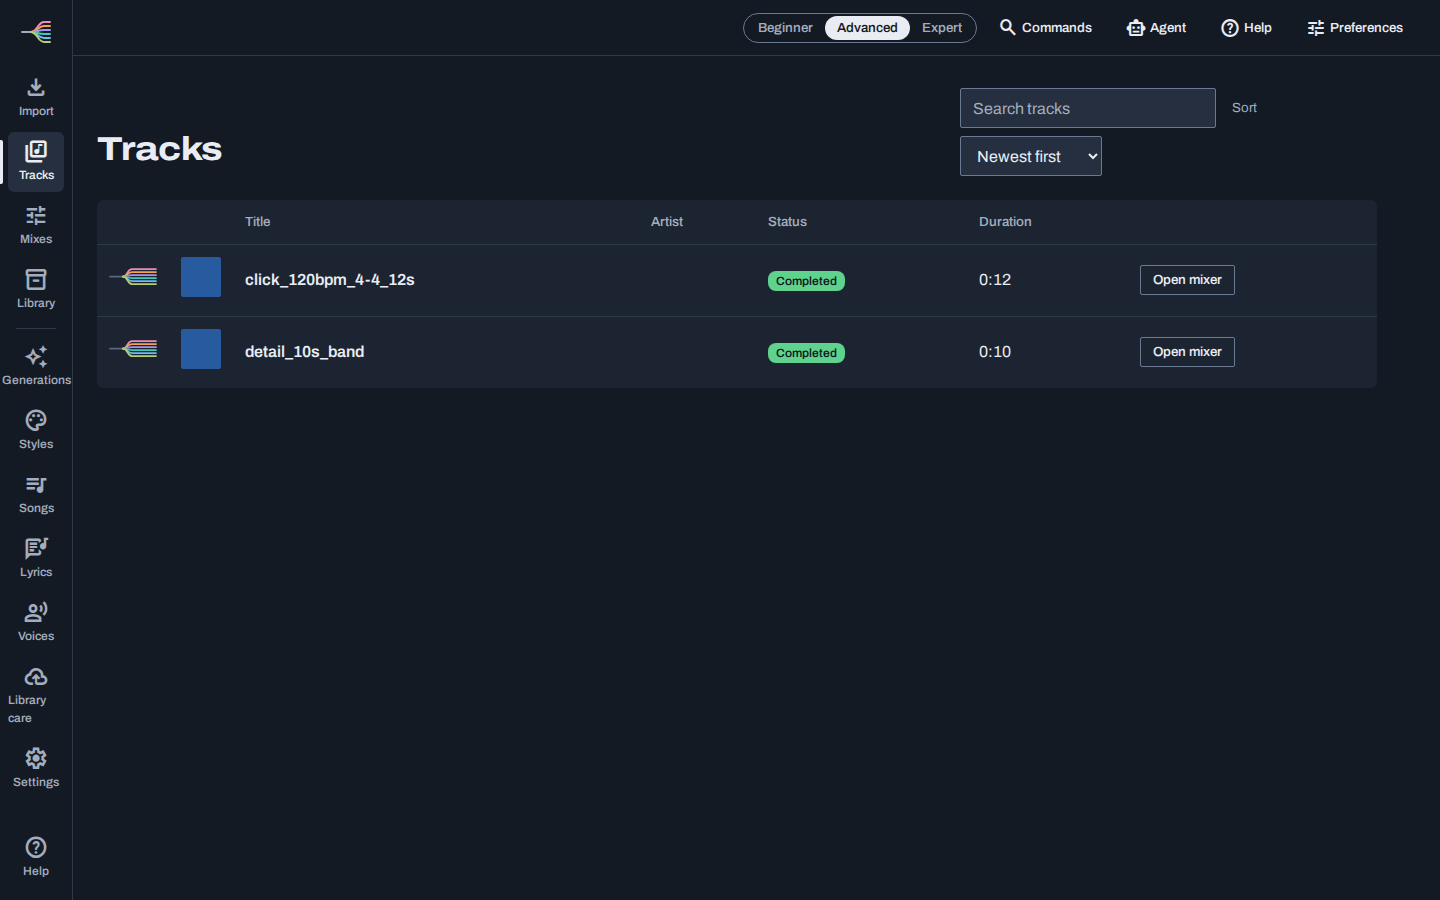 Beginner Advanced Expert Commands Agent Help Preferences
Import
Tracks
Mixes
Library
Generations
Styles
Songs
Lyrics
Voices
Library
care
Settings
Help
Tracks
Search tracks
Sort
Newest first
Title Artist Status Duration
click_120bpm_4-4_12s Completed 0:12 Open mixer
detail_10s_band Completed 0:10 Open mixer